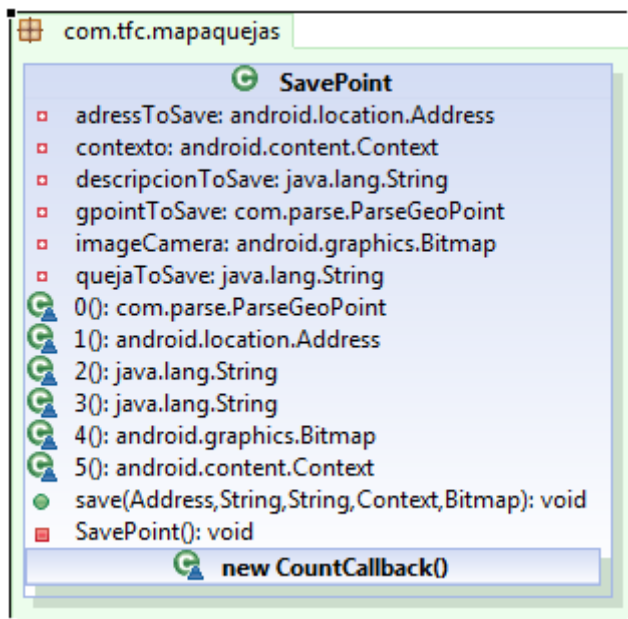 com.tfc.mapaquejas
SavePoint
adressToSave: android.location.Address
contexto: android.content.Context
descripcionToSave: java.lang.String
gpointToSave: com.parse.ParseGeoPoint
imageCamera: android.graphics.Bitmap
quejaToSave: java.lang.String
0(): com.parse.ParseGeoPoint
1(): android.location.Address
2(): java.lang.String
3(): java.lang.String
4(): android.graphics.Bitmap
5(): android.content.Context
save(Address,String,String,Context,Bitmap): void
SavePoint(): void
new CountCallback()